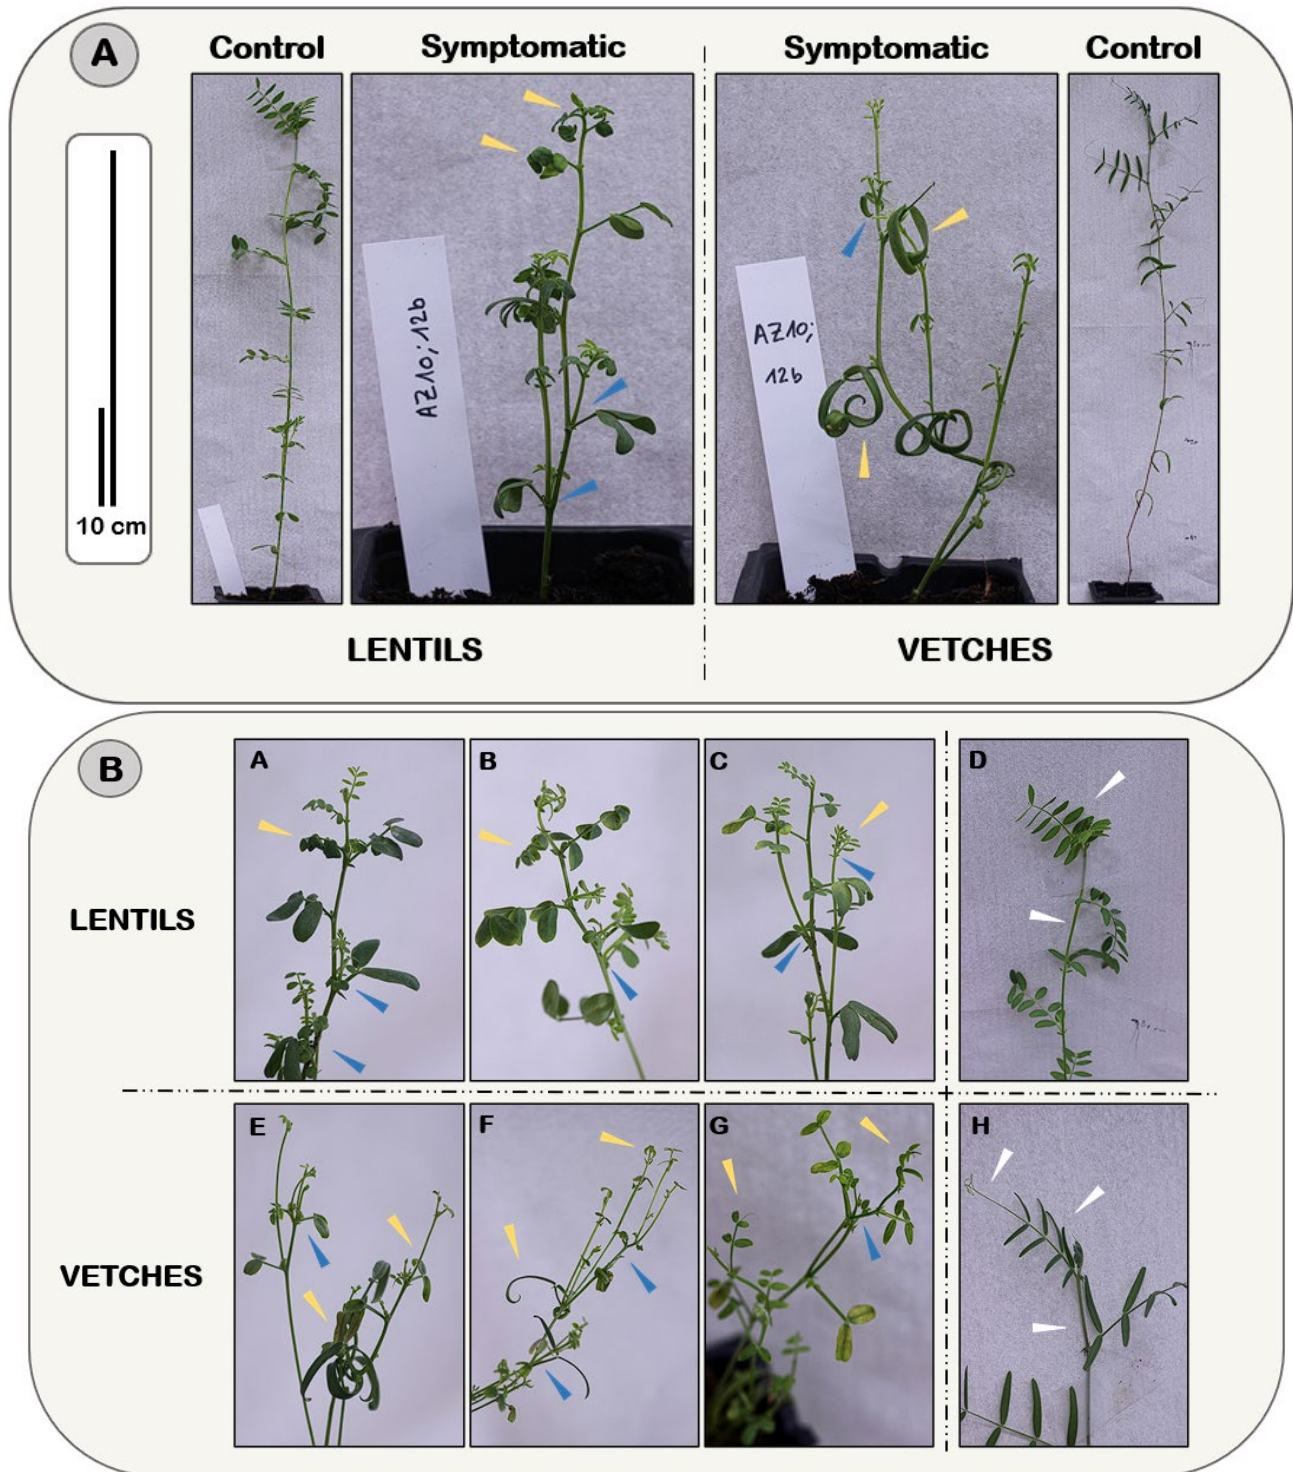 A
Control
Symptomatic
Symptomatic
Control
10 cm
AZ10; 12b
AZ10;
12b
LENTILS
VETCHES
B
A
B
C
D
LENTILS
E
F
G
H
VETCHES